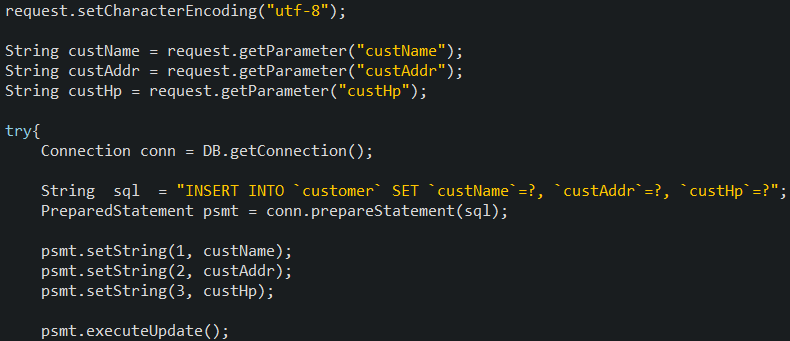 request.setCharacterEncoding("utf-8");
String custName = request.getParameter("custName");
String custAddr = request.getParameter("custAddr");
String custHp = request.getParameter("custHp");
try{
    Connection conn = DB.getConnection();
    String  sql  = "INSERT INTO `customer` SET `custName`=?, `custAddr`=?, `custHp`=?";
    PreparedStatement psmt = conn.prepareStatement(sql);
    psmt.setString(1, custName);
    psmt.setString(2, custAddr);
    psmt.setString(3, custHp);
    psmt.executeUpdate();